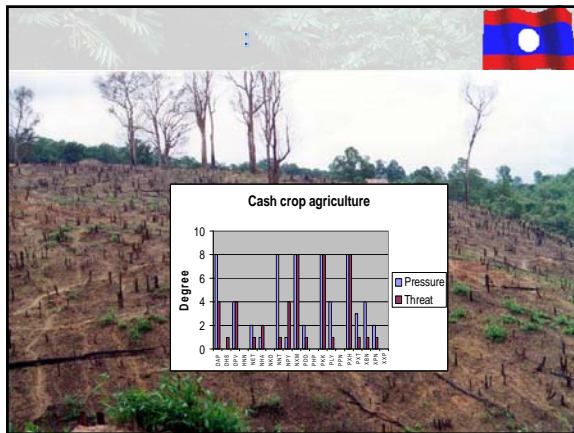 Cash crop agriculture
10
8
6
4
2
0
Degree
DAP
DHS
DPV
HNN
NET
NHA
NKD
NNT
NPY
NXM
PDD
PHP
PKK
PLY
PPN
PXH
PXT
XBN
XPN
XXP
Pressure
Threat